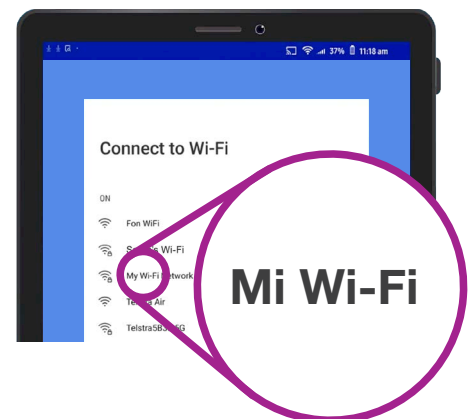 37% 11:18 am
Connect to Wi-Fi
ON
Fon WiFi
Wi-Fi
My Wi-Fi Network
Air
Mi Wi-Fi